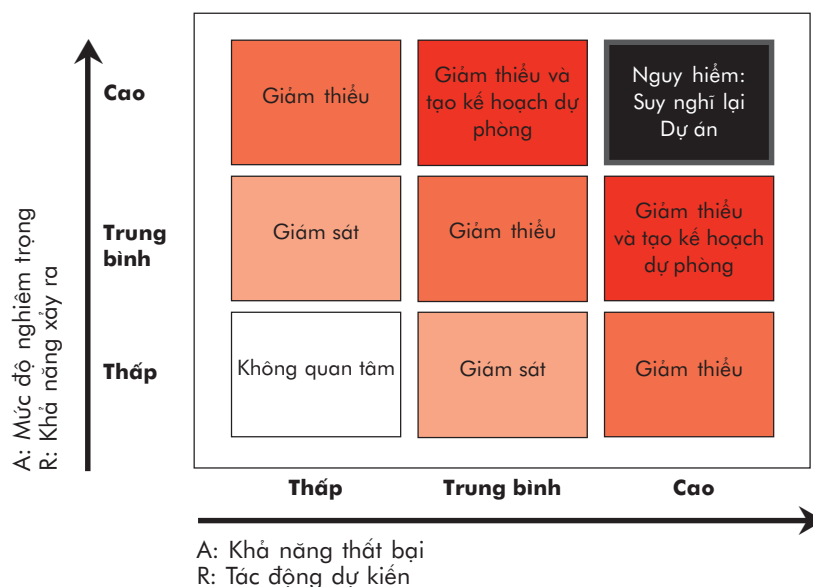 Cao
Giảm thiểu
Giảm thiểu và
tạo kế hoạch dự
phòng
Nguy hiểm:
Suy nghĩ lại
Dự án
Trung
bình
Giám sát
Giảm thiểu
Giảm thiểu
và tạo kế hoạch
dự phòng
Thấp
Không quan tâm
Giám sát
Giảm thiểu
A: Mức độ nghiêm trọng
R: Khả năng xảy ra
Thấp
Trung bình
Cao
A: Khả năng thất bại
R: Tác động dự kiến